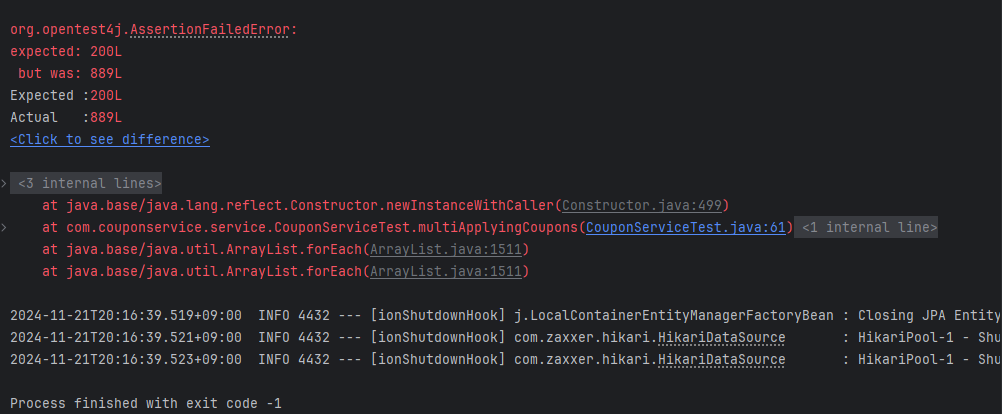 org.opentest4j.AssertionFailedError:
expected: 200L
but was: 889L
Expected :200L
Actual :889L
<Click to see difference>
<3 internal lines>
at java.base/java.lang.reflect.Constructor.newInstanceWithCaller(Constructor.java:499)
at com.couponservice.service.CouponServiceTest.multiApplyingCoupons(CouponServiceTest.java:61) <1 internal line>
at java.base/java.util.ArrayList.forEach(ArrayList.java:1511)
at java.base/java.util.ArrayList.forEach(ArrayList.java:1511)
2024-11-21T20:16:39.519+09:00 INFO 4432 --- [ionShutdownHook] j.LocalContainerEntityManagerFactoryBean : Closing JPA Entity
2024-11-21T20:16:39.521+09:00 INFO 4432 --- [ionShutdownHook] com.zaxxer.hikari.HikariDataSource : HikariPool-1 - Shu
2024-11-21T20:16:39.523+09:00 INFO 4432 --- [ionShutdownHook] com.zaxxer.hikari.HikariDataSource : HikariPool-1 - Shu
Process finished with exit code -1